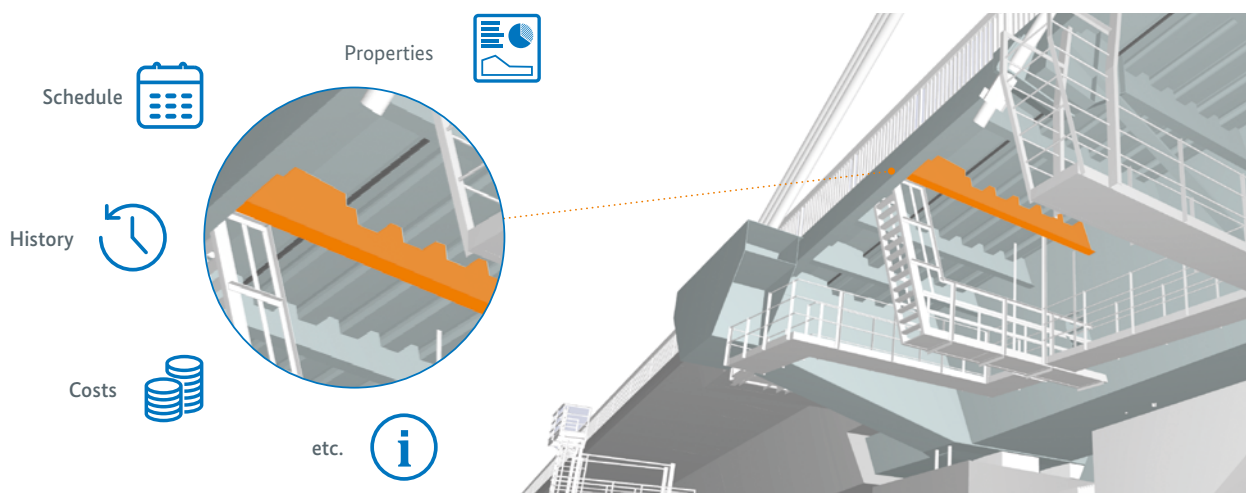 Properties
Schedule
History
Costs
etc.
i